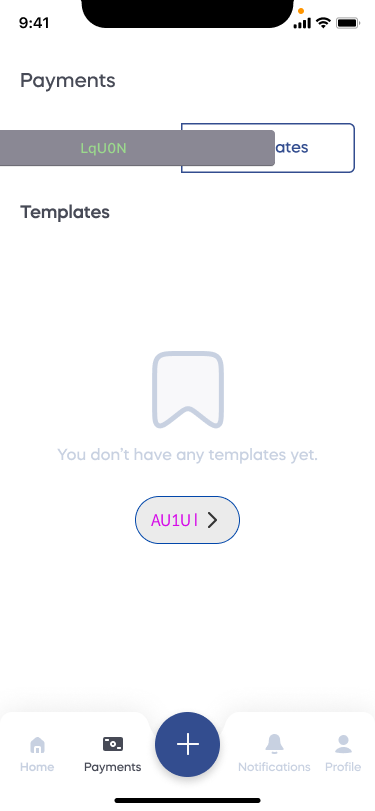 9:41
Payments
LqU0N
ates
Templates
You don't have any templates yet.
AU1Ul
Home
Payments
Notifications
Profile